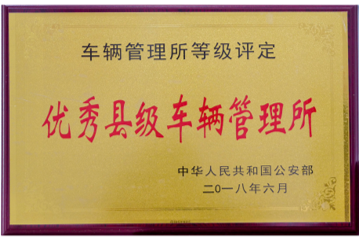 车辆管理所等级评定
优秀县级车辆管理所
中华人民共和国公安部
二〇一八年六月